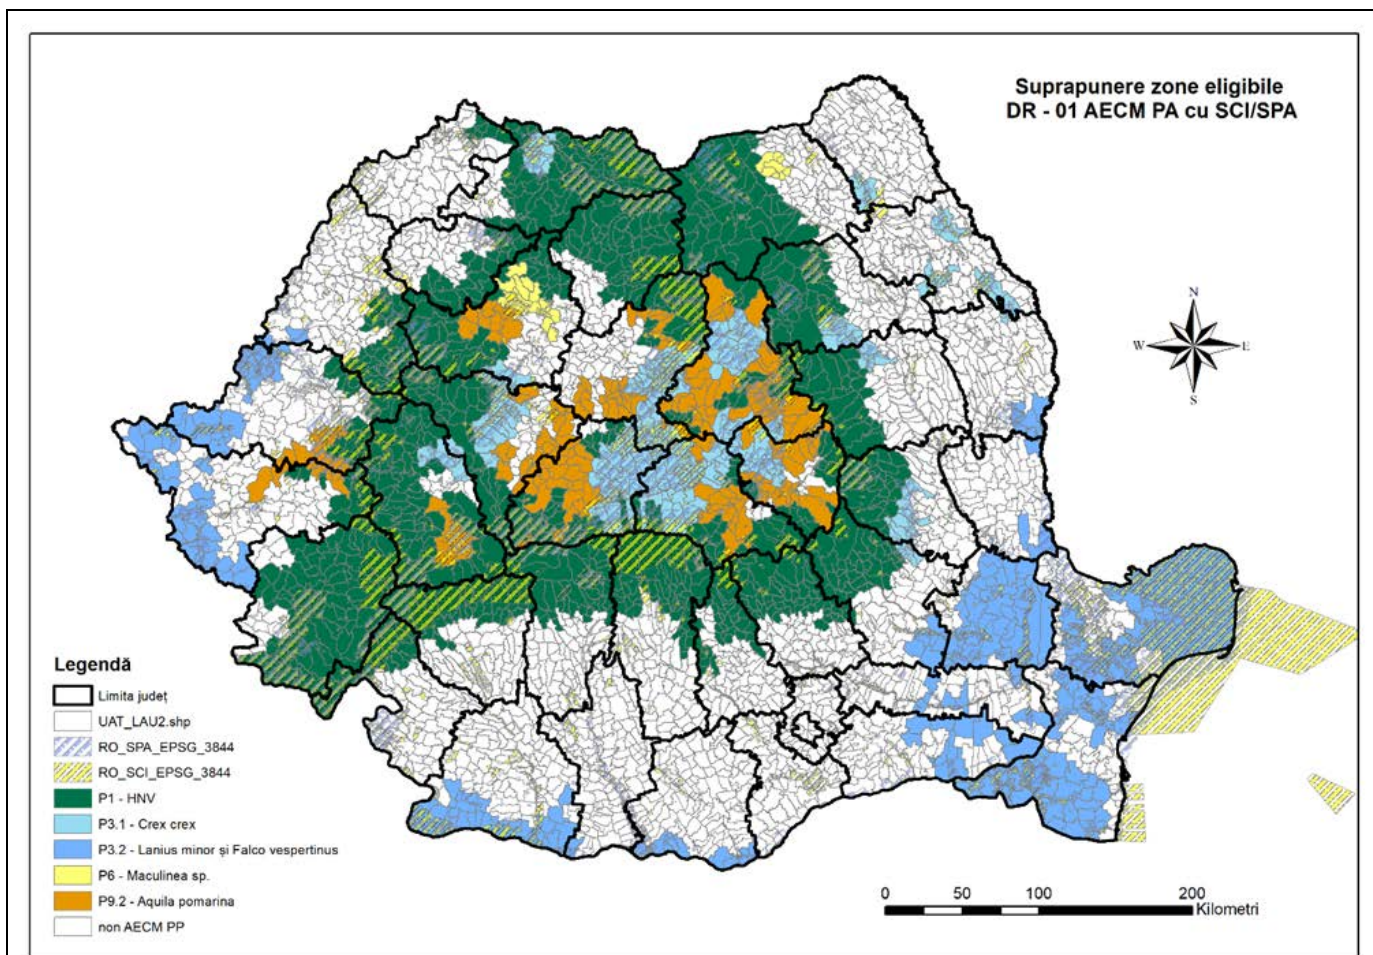 Suprapunere zone eligibile
DR - 01 AECM PA cu SCI/SPA
N
W
E
S
Legendă
Limita județ
UAT_LAU2.shp
RO_SPA_EPSG_3844
RO_SCI_EPSG_3844
P1 - HNV
P3.1 - Crex crex
P3.2 - Lanius minor și Falco vespertinus
P6 - Maculinea sp.
P9.2 - Aquila pomarina
non AECM PP
0 50 100 200
Kilometri